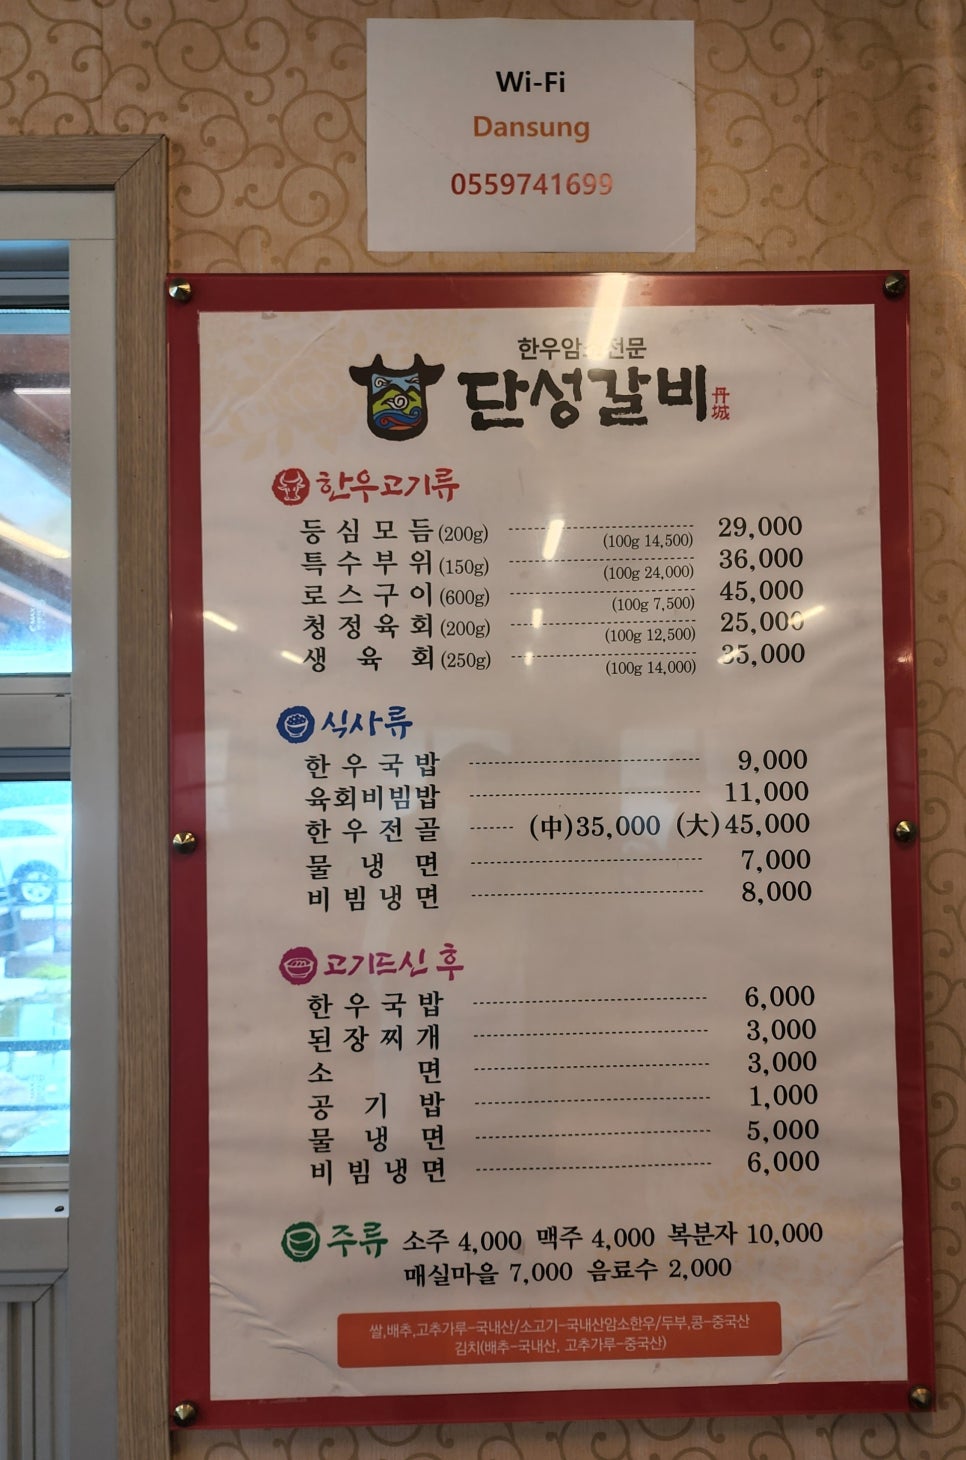 Wi-Fi
Dansung
0559741699
한우암소전문
단성갈비 丹城
한우고기류
등심모듬(200g) (100g 14,500) 29,000
특수부위(150g) (100g 24,000) 36,000
로스구이(600g) (100g 7,500) 45,000
청정육회(200g) (100g 12,500) 25,000
생육회(250g) (100g 14,000) 35,000
식사류
한우국밥 9,000
육회비빔밥 11,000
한우전골 (中)35,000 (大)45,000
물냉면 7,000
비빔냉면 8,000
고기드신 후
한우국밥 6,000
된장찌개 3,000
소면 3,000
공기밥 1,000
물냉면 5,000
비빔냉면 6,000
주류 소주 4,000 맥주 4,000 복분자 10,000
매실마을 7,000 음료수 2,000
쌀,배추,고추가루-국내산/소고기-국내산암소한우/두부,콩-중국산
김치(배추-국내산, 고추가루-중국산)